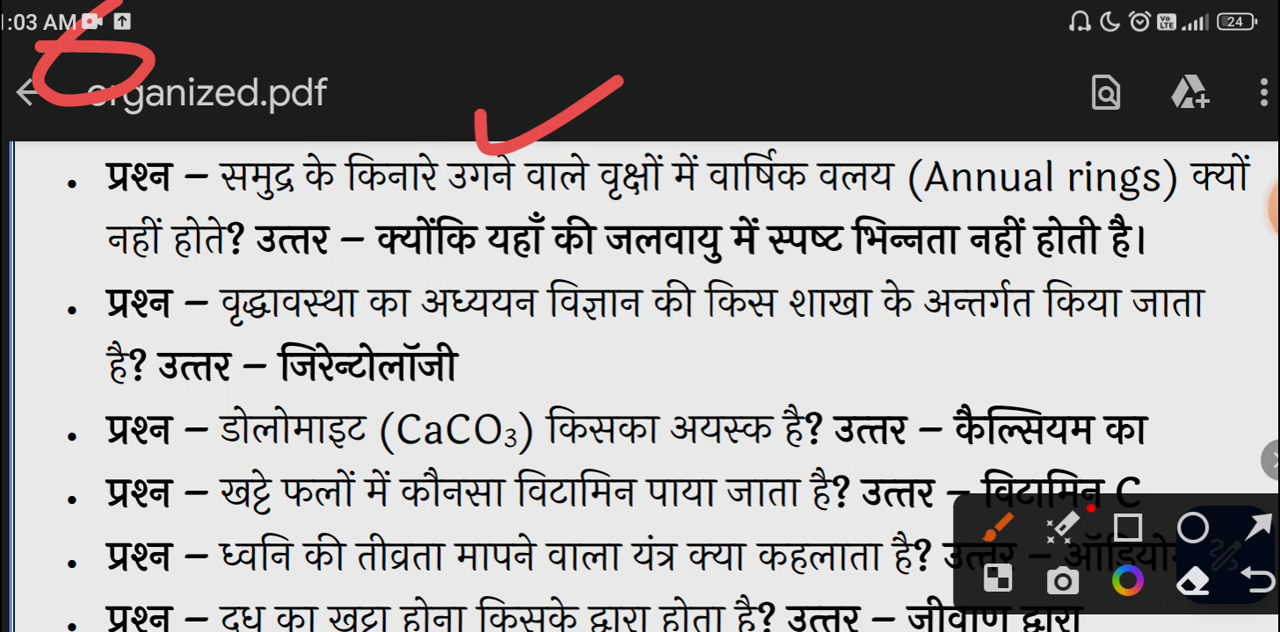 :03 AM
24
organized.pdf
• प्रश्न – समुद्र के किनारे उगने वाले वृक्षों में वार्षिक वलय (Annual rings) क्यों
नहीं होते? उत्तर – क्योंकि यहाँ की जलवायु में स्पष्ट भिन्नता नहीं होती है।
• प्रश्न – वृद्धावस्था का अध्ययन विज्ञान की किस शाखा के अन्तर्गत किया जाता
है? उत्तर – जिरेन्टोलॉजी
• प्रश्न – डोलोमाइट (CaCO₃) किसका अयस्क है? उत्तर – कैल्सियम का
• प्रश्न – खट्टे फलों में कौनसा विटामिन पाया जाता है? उत्तर – विटामिन C
• प्रश्न – ध्वनि की तीव्रता मापने वाला यंत्र क्या कहलाता है? उत्तर –
• प्रश्न – दूध का खट्टा होना किसके द्वारा होता है? उत्तर – जीवाणु द्वारा